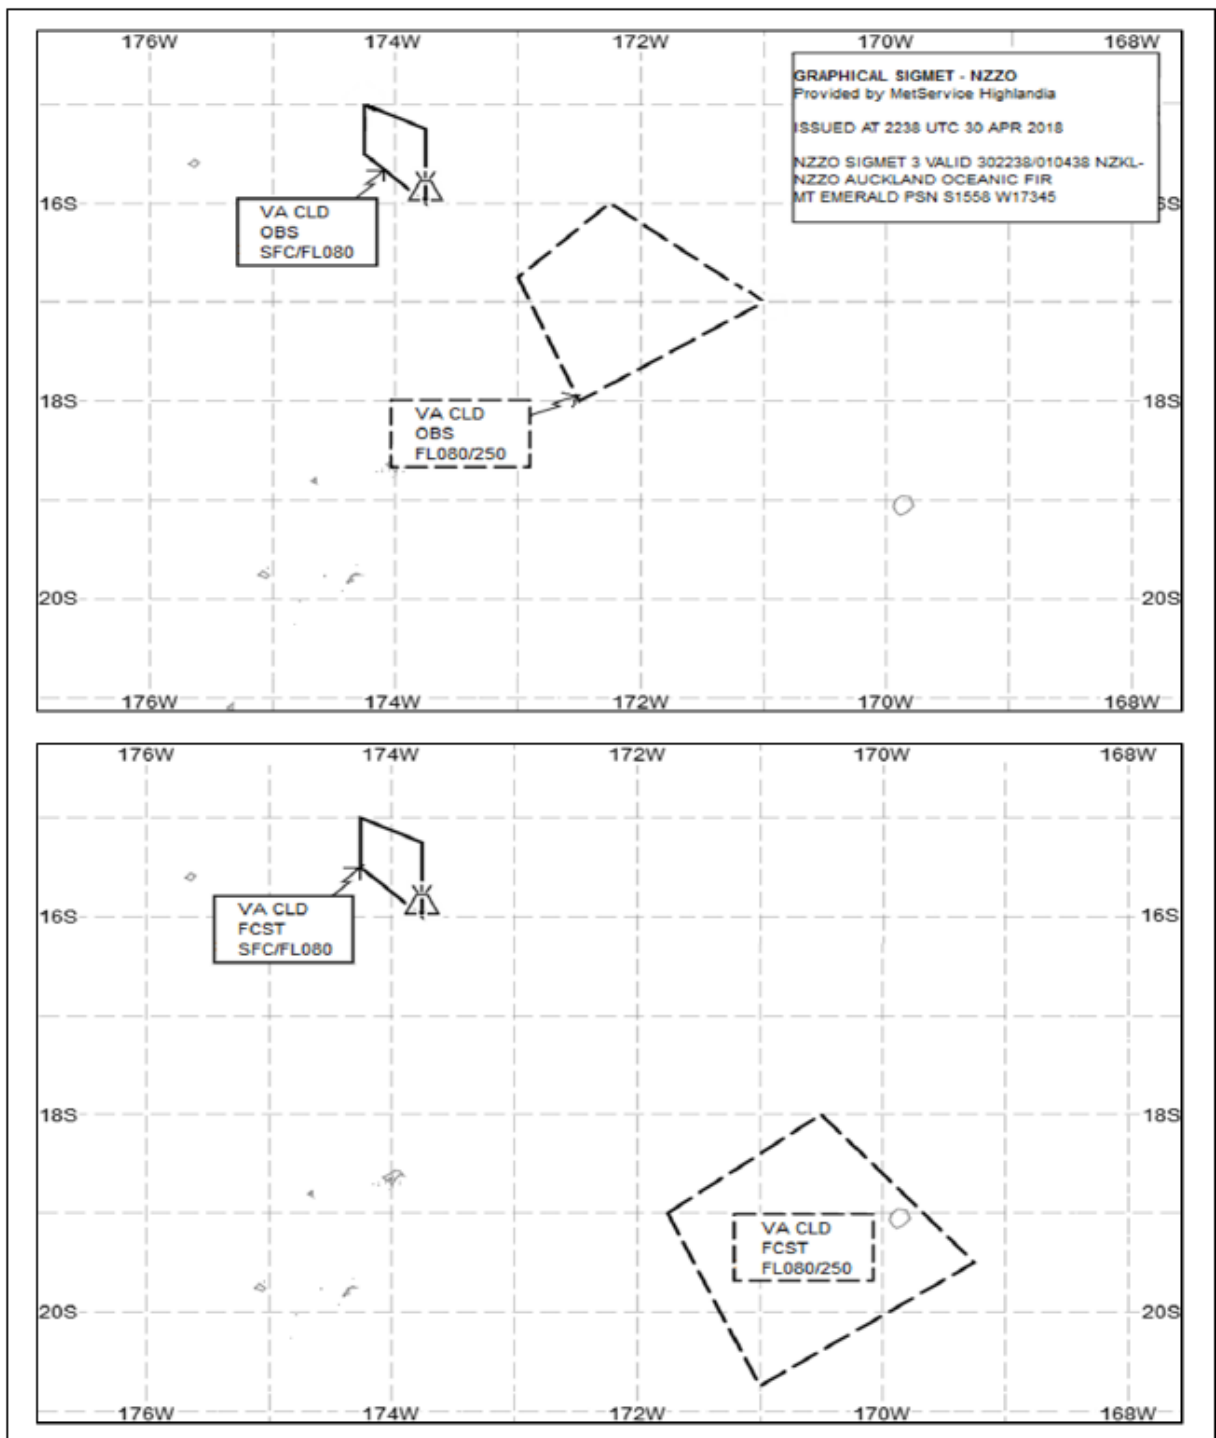 176W 174W 172W 170W 168W
GRAPHICAL SIGMET - NZZO
Provided by MetService Highlandia
ISSUED AT 2238 UTC 30 APR 2018
NZZO SIGMET 3 VALID 302238/010438 NZKL-
NZZO AUCKLAND OCEANIC FIR
MT EMERALD PSN S1558 W17345
16S 6S
VA CLD
OBS
SFC/FL080
18S 18S
VA CLD
OBS
FL080/250
20S 20S
176W 174W 172W 170W 168W
176W 174W 172W 170W 168W
VA CLD
FCST
SFC/FL080
16S 16S
18S 18S
VA CLD
FCST
FL080/250
20S 20S
176W 174W 172W 170W 168W